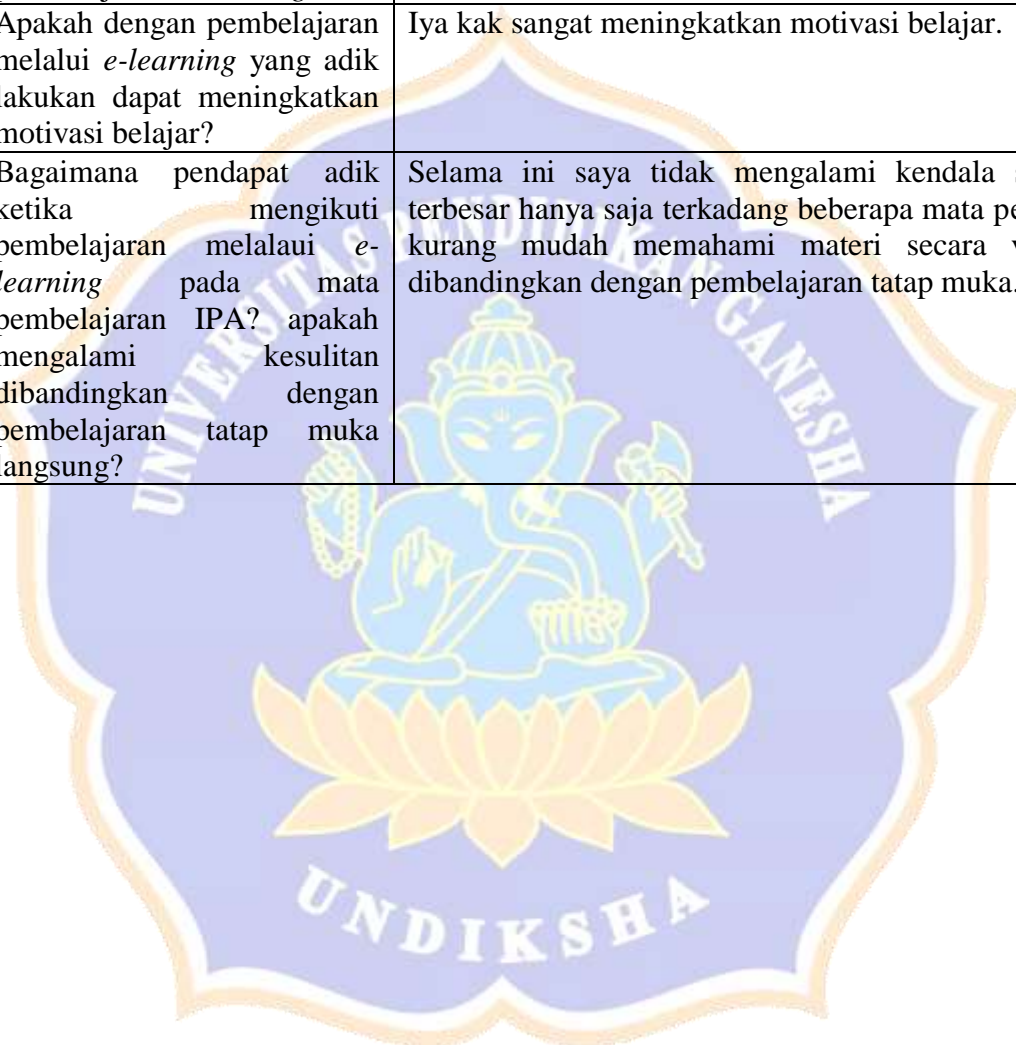 Apakah dengan pembelajaran
melalui e-learning yang adik
lakukan dapat meningkatkan
motivasi belajar?
Iya kak sangat meningkatkan motivasi belajar.
Bagaimana pendapat adik
ketika mengikuti
pembelajaran melalaui e-
learning pada mata
pembelajaran IPA? apakah
mengalami kesulitan
dibandingkan dengan
pembelajaran tatap muka
langsung?
Selama ini saya tidak mengalami kendala
terbesar hanya saja terkadang beberapa mata
kurang mudah memahami materi secara
dibandingkan dengan pembelajaran tatap muka.
UNIVERSITAS PENDIDIKAN GANESHA
UNDIKSHA